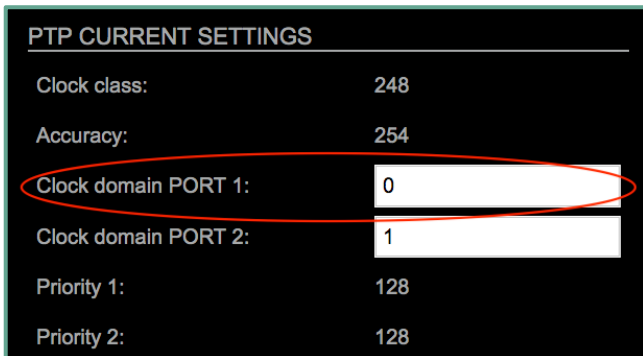 PTP CURRENT SETTINGS
Clock class: 248
Accuracy: 254
Clock domain PORT 1: 0
Clock domain PORT 2: 1
Priority 1: 128
Priority 2: 128